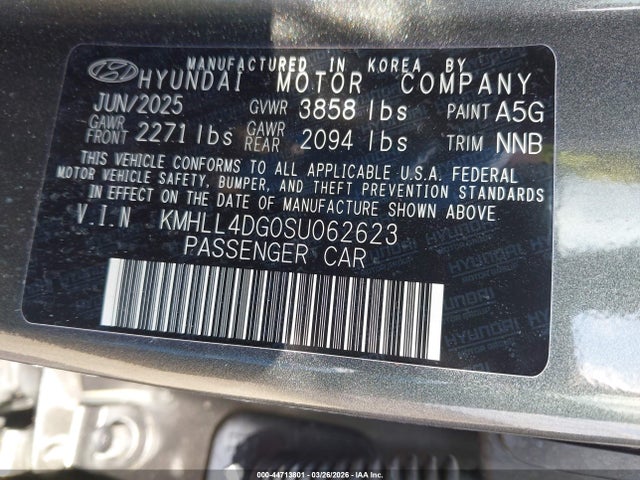 MANUFACTURED IN KOREA BY
HYUNDAI MOTOR COMPANY
JUN/2025 GVWR 3858 lbs PAINT A5G
GAWR FRONT 2271 lbs GAWR REAR 2094 lbs TRIM NNB
THIS VEHICLE CONFORMS TO ALL APPLICABLE U.S.A. FEDERAL
MOTOR VEHICLE SAFETY, BUMPER, AND THEFT PREVENTION STANDARDS
IN EFFECT ON THE DATE OF MANUFACTURE SHOWN ABOVE.
V.I.N KMHLL4DG0SU062623
PASSENGER CAR
HYUNDAI
HYUNDAI
HYUNDAI
000-44713801 | 03/26/2026 | IAA Inc.